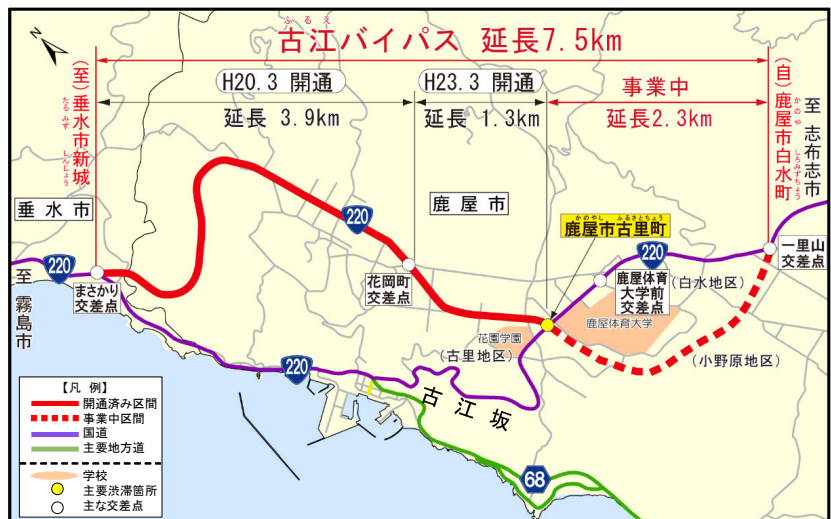 ふるえ
古江バイパス 延長7.5km
H20.3 開通
H23.3 開通
事業中
延長 3.9km
延長 1.3km
延長2.3km
(至)垂水市新城
たるみず
しんじょう
(自)鹿屋市白水町
かのや
しろみずちょう
至 志布志市
垂水市
鹿屋市
220
かのやし ふるさとちょう
鹿屋市古里町
220
一里山
交差点
220
至 霧島市
まさかり
交差点
花岡町
交差点
鹿屋体育
大学前
交差点
(白水地区)
鹿屋体育大学
花園学園
(古里地区)
(小野原地区)
220
古江坂
68
【凡 例】
開通済み区間
事業中区間
国道
主要地方道
学校
主要渋滞箇所
主な交差点
N